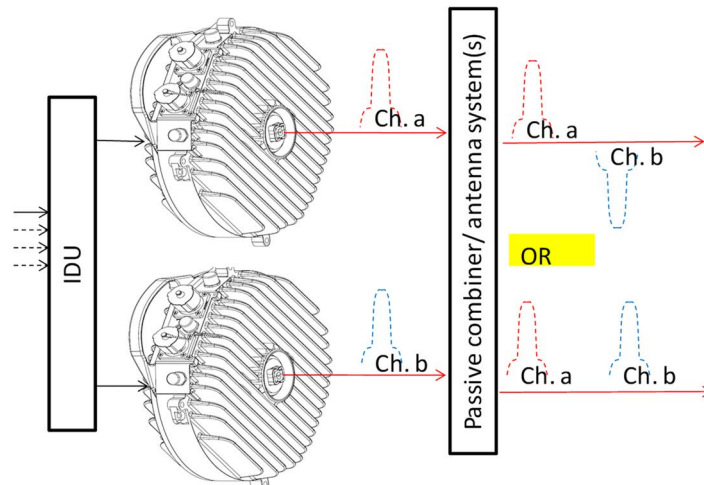 IDU
Ch. a
Ch. b
Passive combiner/ antenna system(s)
Ch. a
Ch. b
OR
Ch. a
Ch. b